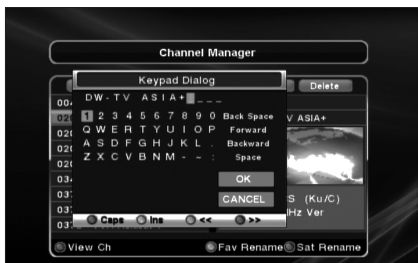 Channel Manager
Keypad Dialog
Delete
DW-TV ASIA+
1 2 3 4 5 6 7 8 9 0 Back Space
Q W E R T Y U I O P Forward
A S D F G H J K L . Backward
Z X C V B N M - ~ : Space
OK
CANCEL
Caps Ins << >>
V ASIA+
S (Ku/C)
Hz Ver
View Ch Fav Rename Sat Rename